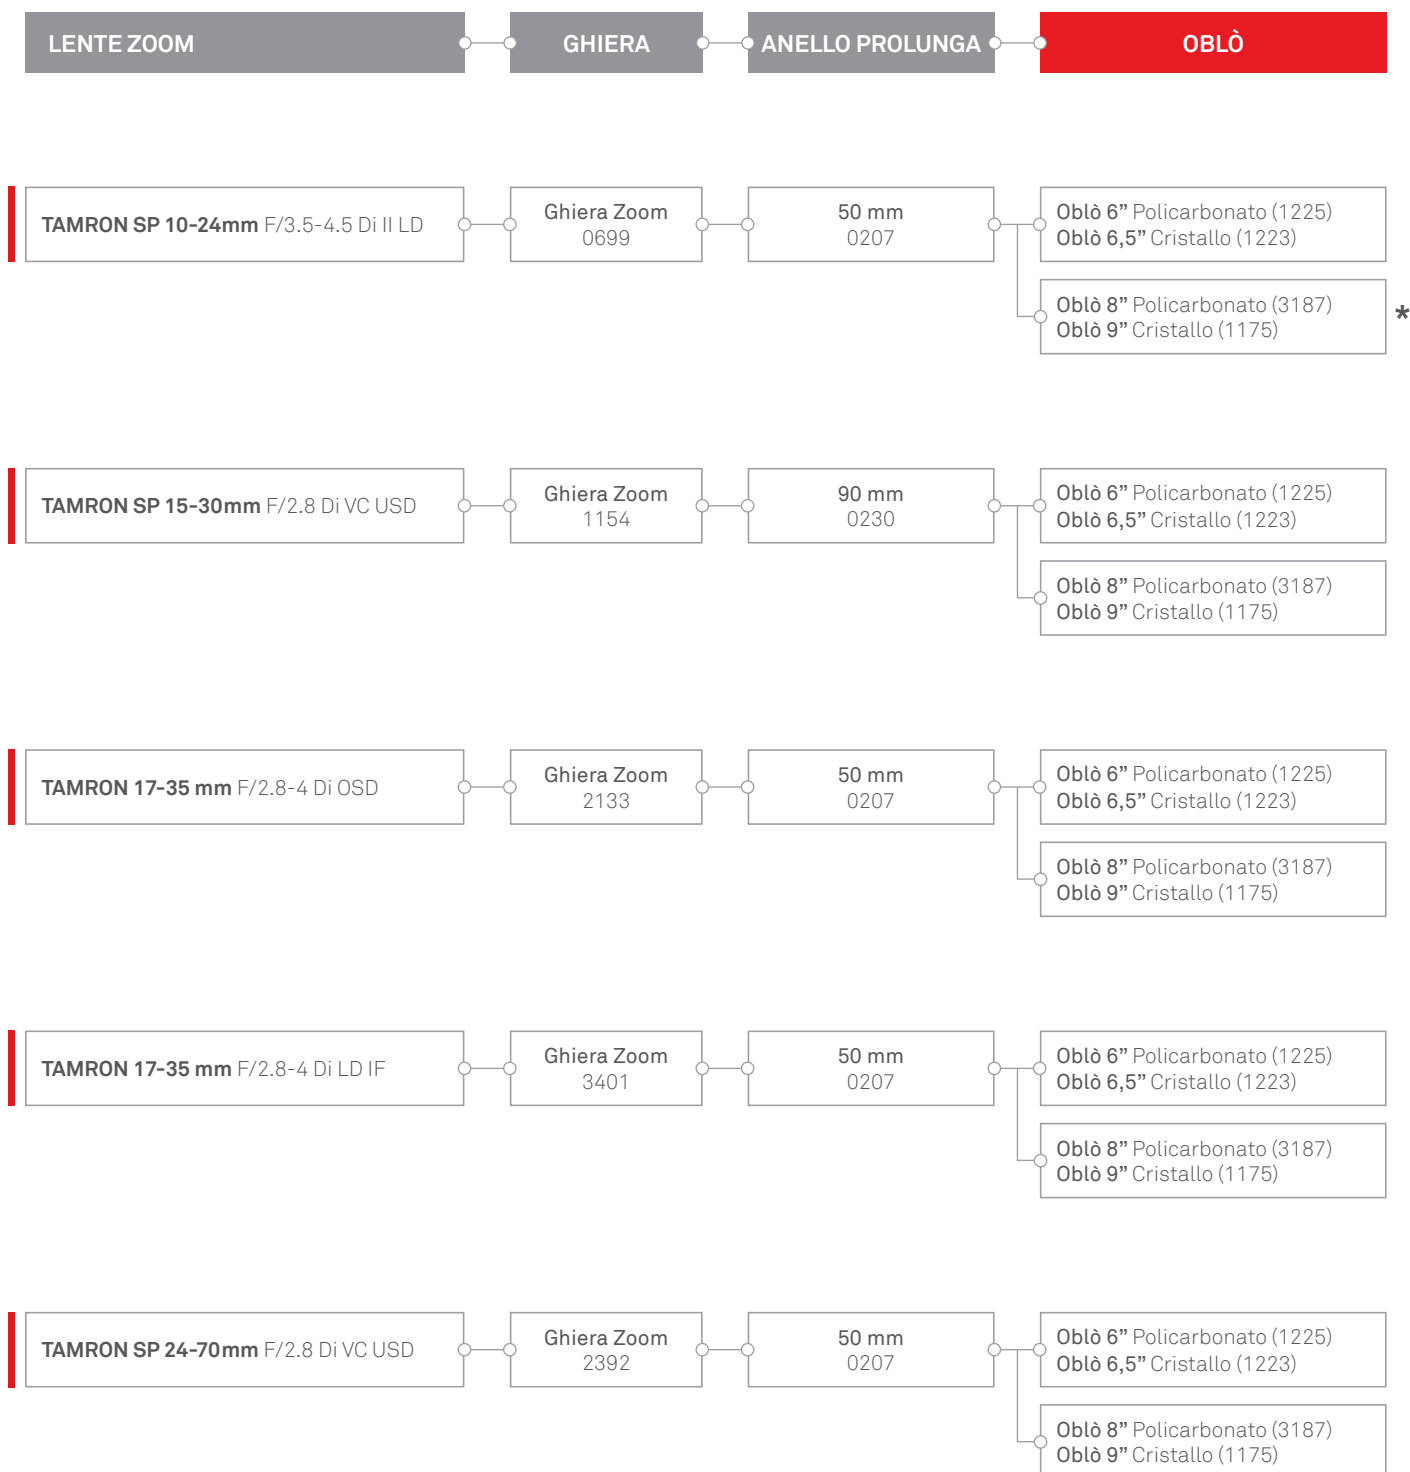 LENTE ZOOM
GHIERA
ANELLO PROLUNGA
OBLÒ
TAMRON SP 10-24mm F/3.5-4.5 Di II LD
Ghiera Zoom
0699
50 mm
0207
Oblò 6” Policarbonato (1225)
Oblò 6,5” Cristallo (1223)
Oblò 8” Policarbonato (3187)
Oblò 9” Cristallo (1175)
*
TAMRON SP 15-30mm F/2.8 Di VC USD
Ghiera Zoom
1154
90 mm
0230
Oblò 6” Policarbonato (1225)
Oblò 6,5” Cristallo (1223)
Oblò 8” Policarbonato (3187)
Oblò 9” Cristallo (1175)
TAMRON 17-35 mm F/2.8-4 Di OSD
Ghiera Zoom
2133
50 mm
0207
Oblò 6” Policarbonato (1225)
Oblò 6,5” Cristallo (1223)
Oblò 8” Policarbonato (3187)
Oblò 9” Cristallo (1175)
TAMRON 17-35 mm F/2.8-4 Di LD IF
Ghiera Zoom
3401
50 mm
0207
Oblò 6” Policarbonato (1225)
Oblò 6,5” Cristallo (1223)
Oblò 8” Policarbonato (3187)
Oblò 9” Cristallo (1175)
TAMRON SP 24-70mm F/2.8 Di VC USD
Ghiera Zoom
2392
50 mm
0207
Oblò 6” Policarbonato (1225)
Oblò 6,5” Cristallo (1223)
Oblò 8” Policarbonato (3187)
Oblò 9” Cristallo (1175)